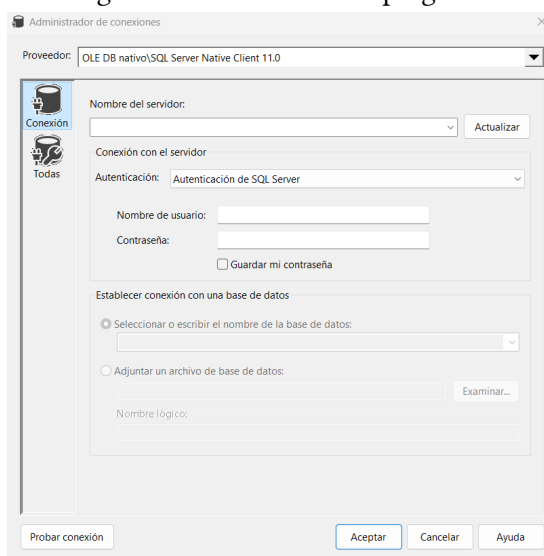 Administrador de conexiones
Proveedor: OLE DB nativo\SQL Server Native Client 11.0
Conexión
Todas
Nombre del servidor:
Actualizar
Conexión con el servidor
Autenticación: Autenticación de SQL Server
Nombre de usuario:
Contraseña:
Guardar mi contraseña
Establecer conexión con una base de datos
Seleccionar o escribir el nombre de la base de datos:
Adjuntar un archivo de base de datos:
Examinar...
Nombre lógico:
Probar conexión Aceptar Cancelar Ayuda